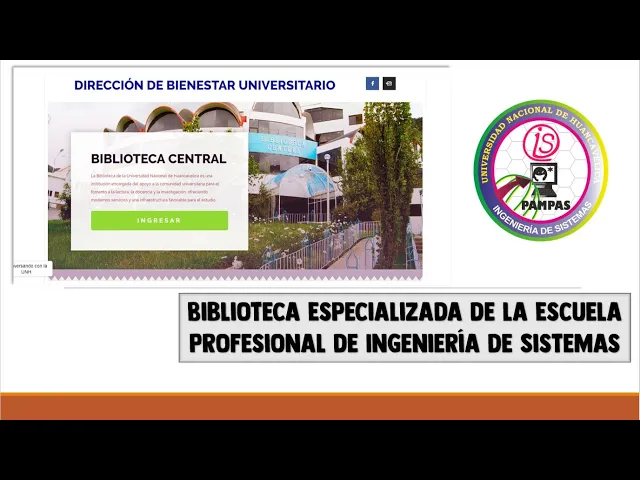 DIRECCIÓN DE BIENESTAR UNIVERSITARIO
BIBLIOTECA CENTRAL
La Biblioteca de la Universidad Nacional de Huancavelica es una
institución encargada del apoyo a la comunidad universitaria para el
fomento a la lectura, la docencia y la investigación, ofreciendo
modernos servicios y una infraestructura favorable para el estudio.
INGRESAR
versando con la
UNH
UNIVERSIDAD NACIONAL DE HUANCAVELICA
is
PAMPAS
INGENIERÍA DE SISTEMAS
BIBLIOTECA ESPECIALIZADA DE LA ESCUELA
PROFESIONAL DE INGENIERÍA DE SISTEMAS